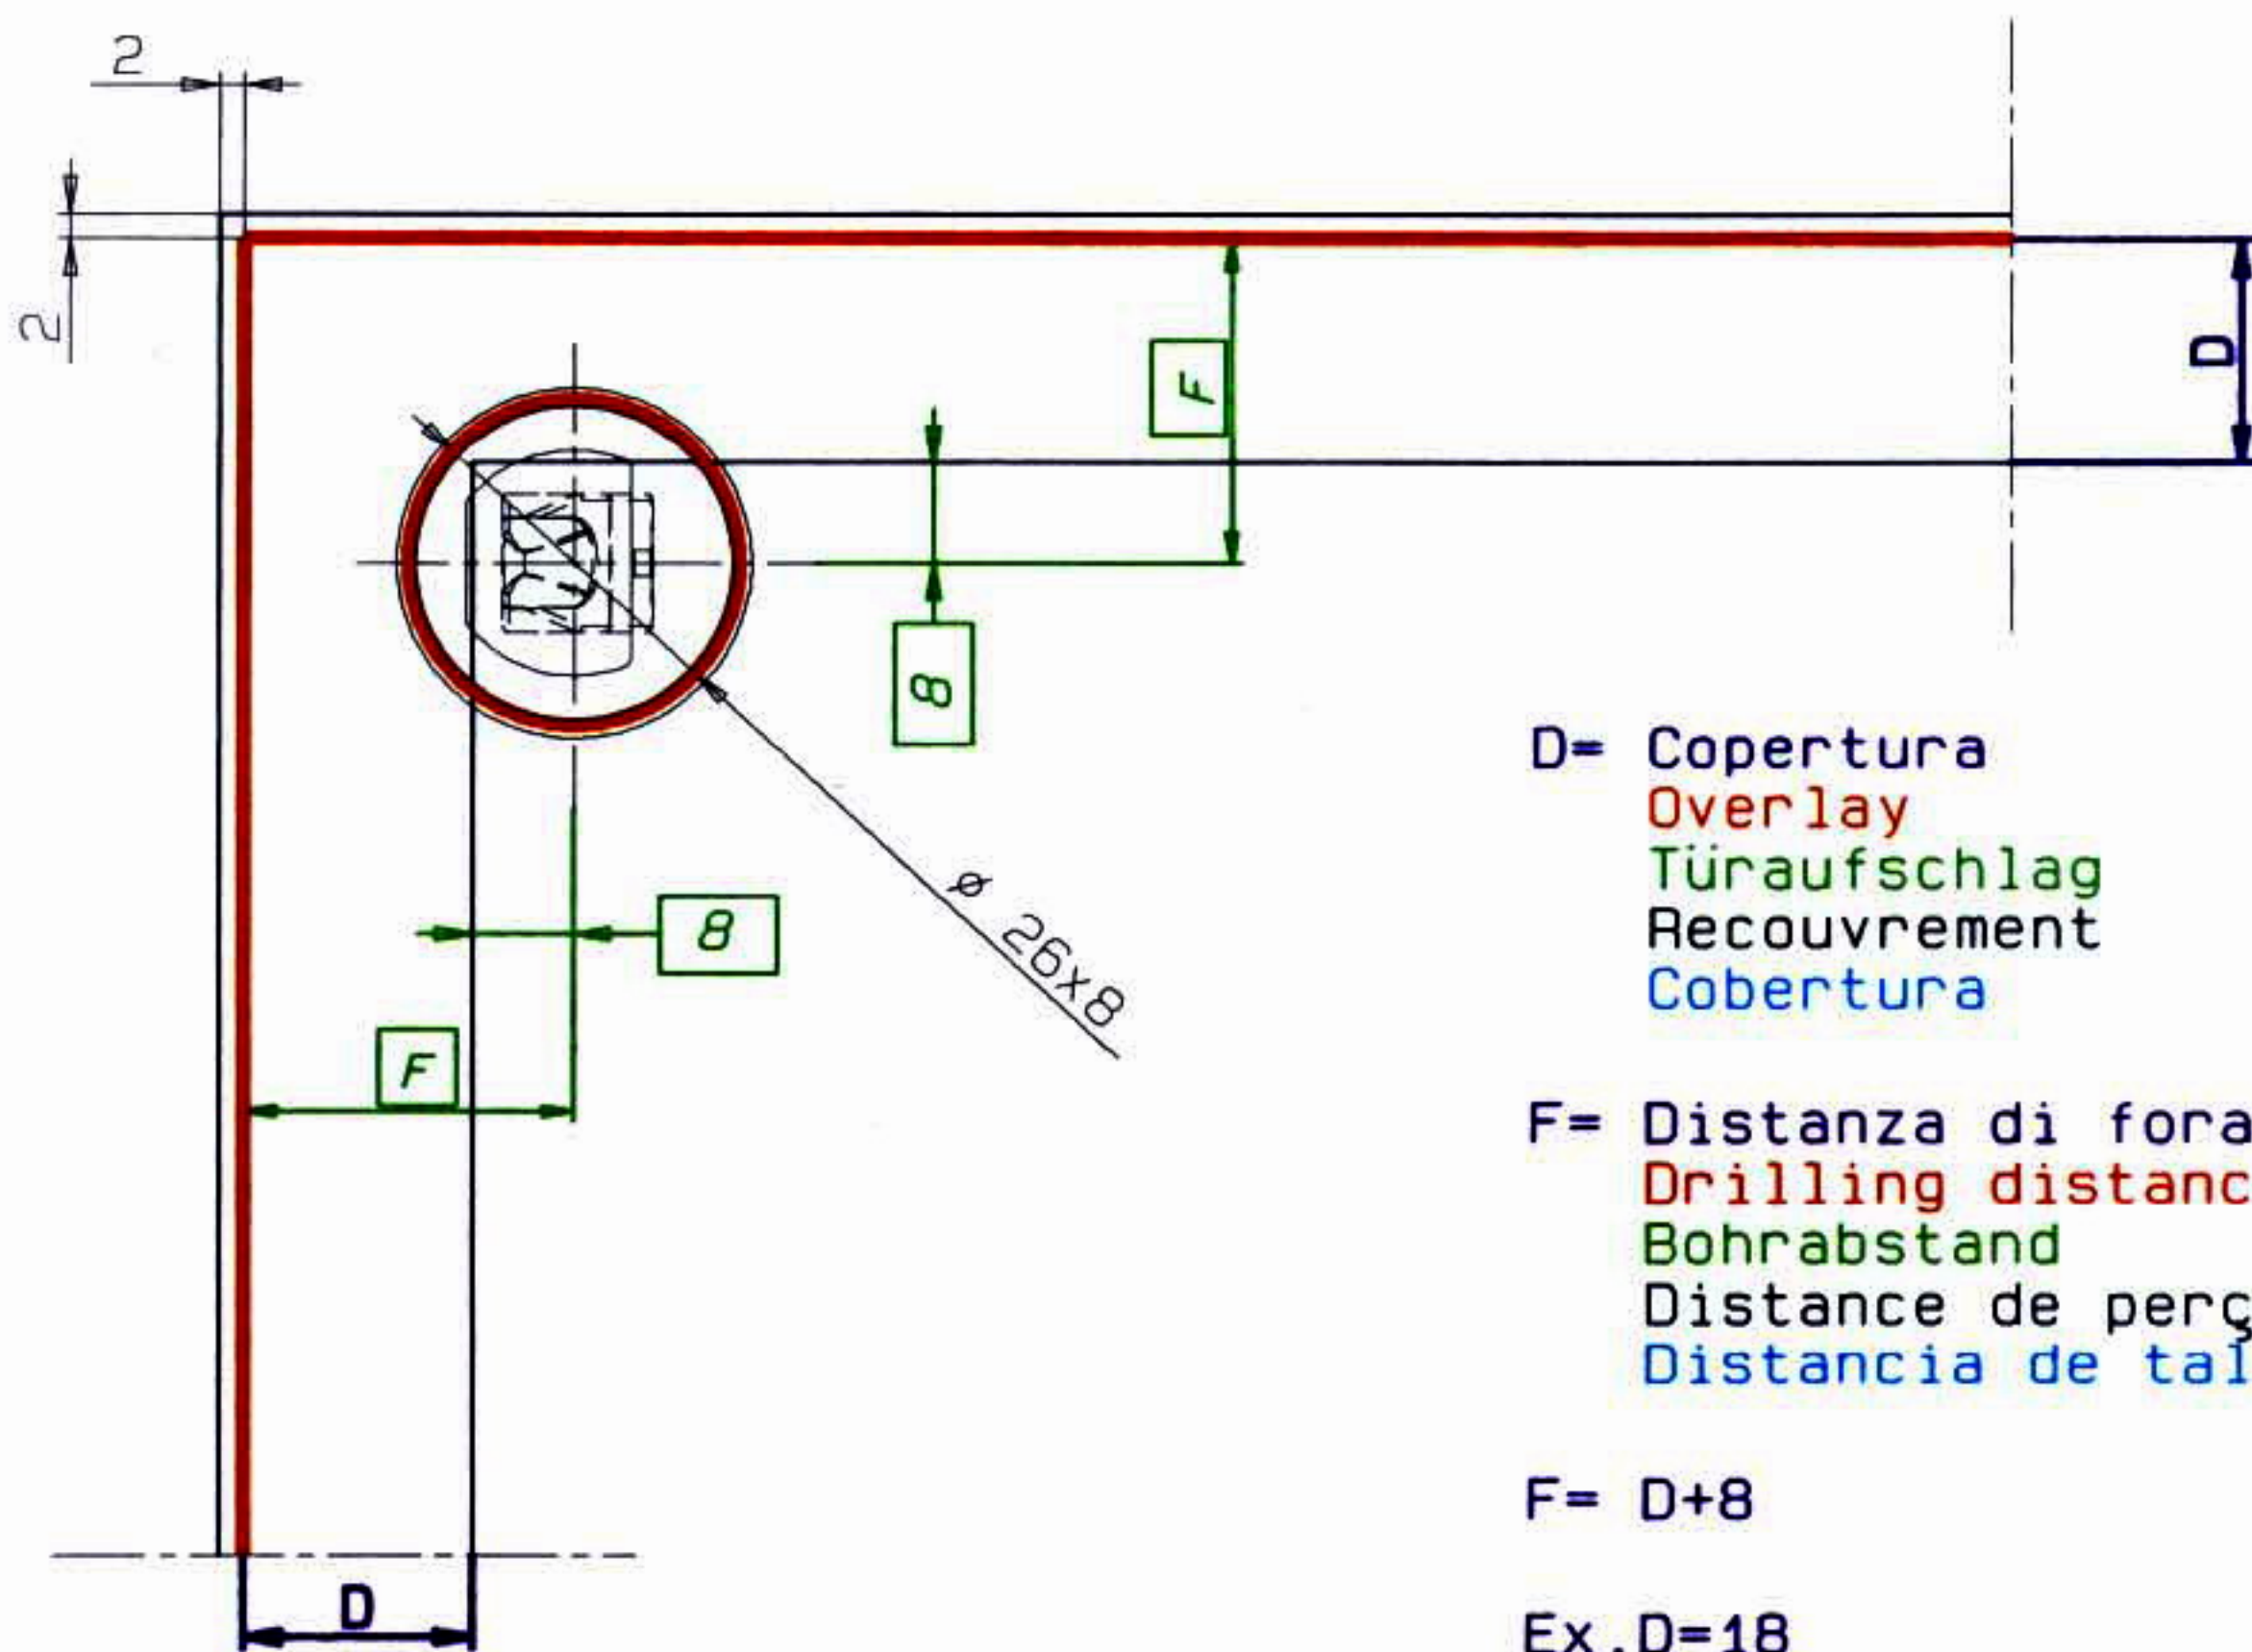 2
2
D
F
8
8
F
ø 26x8
D
D= Copertura
Overlay
Türaufschlag
Recouvrement
Cobertura
F= Distanza di fora
Drilling distanc
Bohrabstand
Distance de perç
Distancia de tal
F= D+8
Ex.D=18